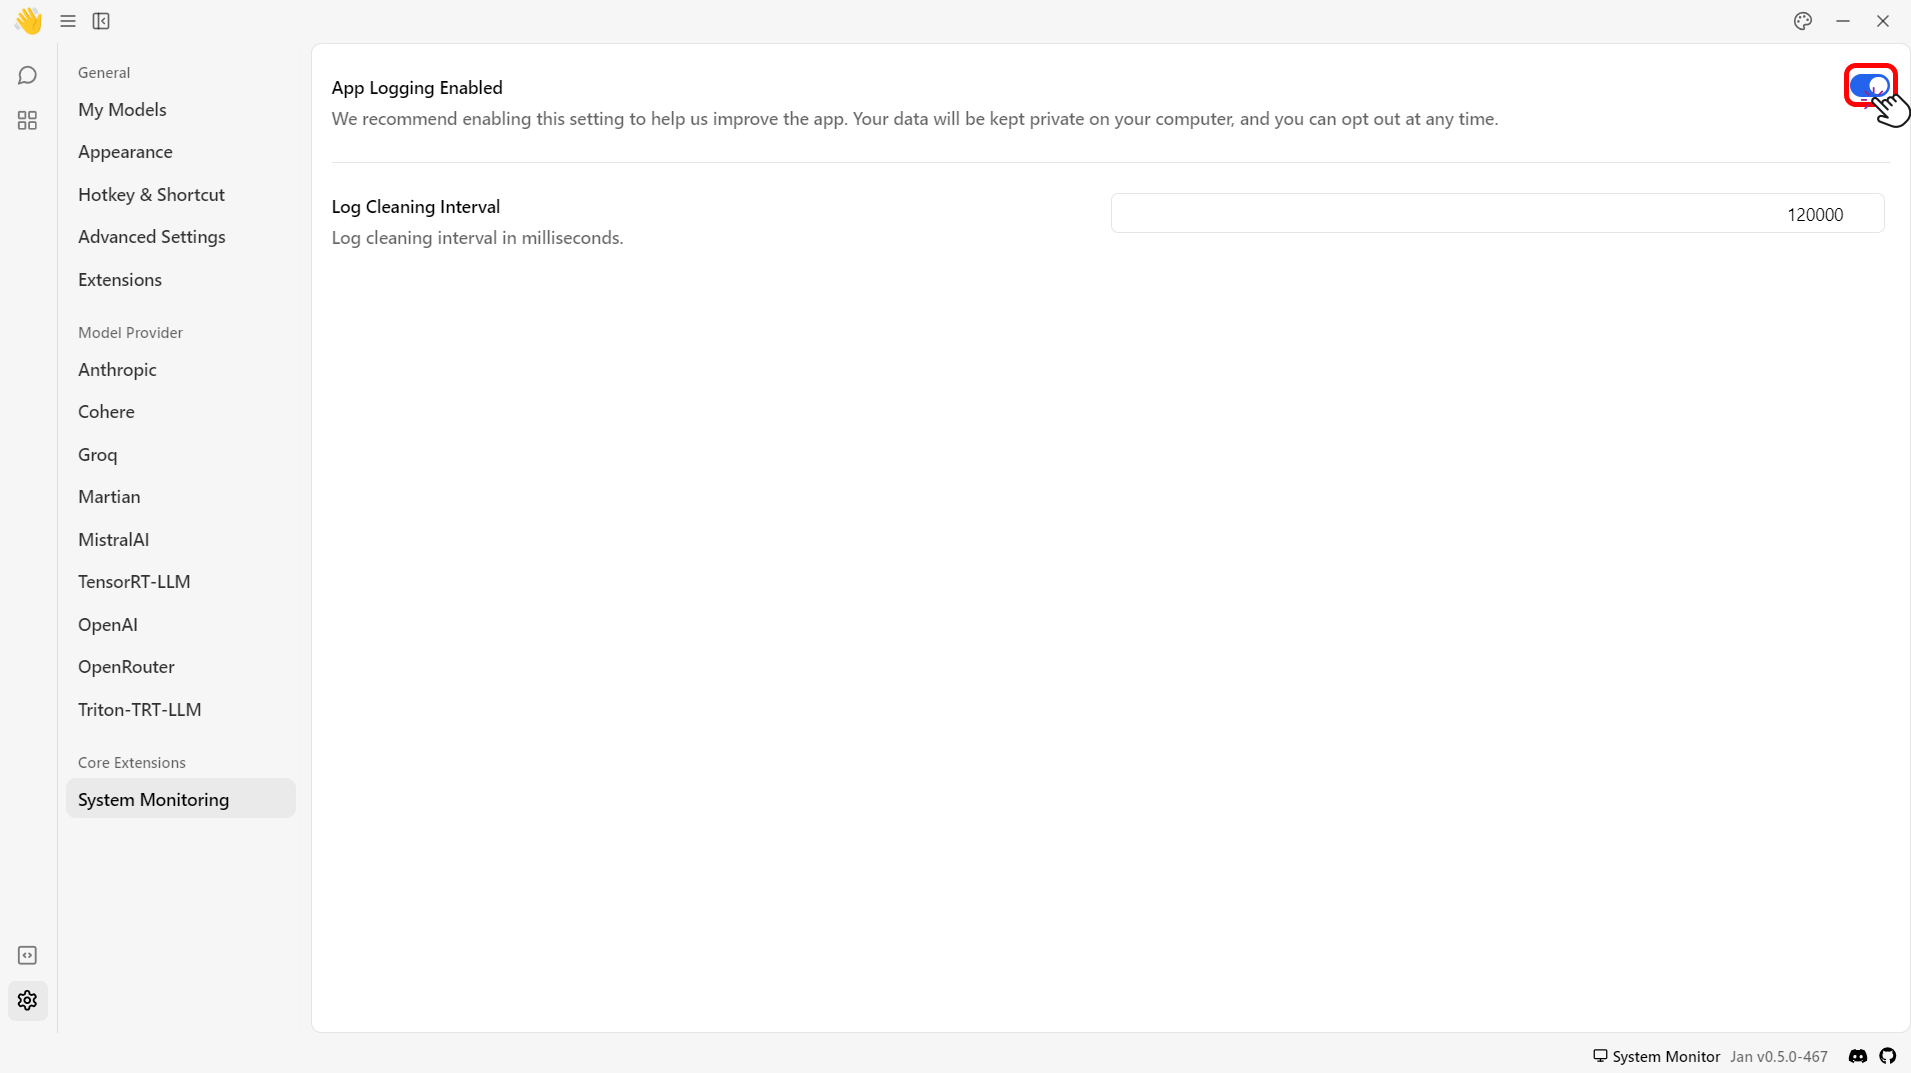 General
My Models
Appearance
Hotkey & Shortcut
Advanced Settings
Extensions
Model Provider
Anthropic
Cohere
Groq
Martian
MistralAI
TensorRT-LLM
OpenAI
OpenRouter
Triton-TRT-LLM
Core Extensions
System Monitoring
App Logging Enabled
We recommend enabling this setting to help us improve the app. Your data will be kept private on your computer, and you can opt out at any time.
Log Cleaning Interval
Log cleaning interval in milliseconds.
120000
System Monitor Jan v0.5.0-467